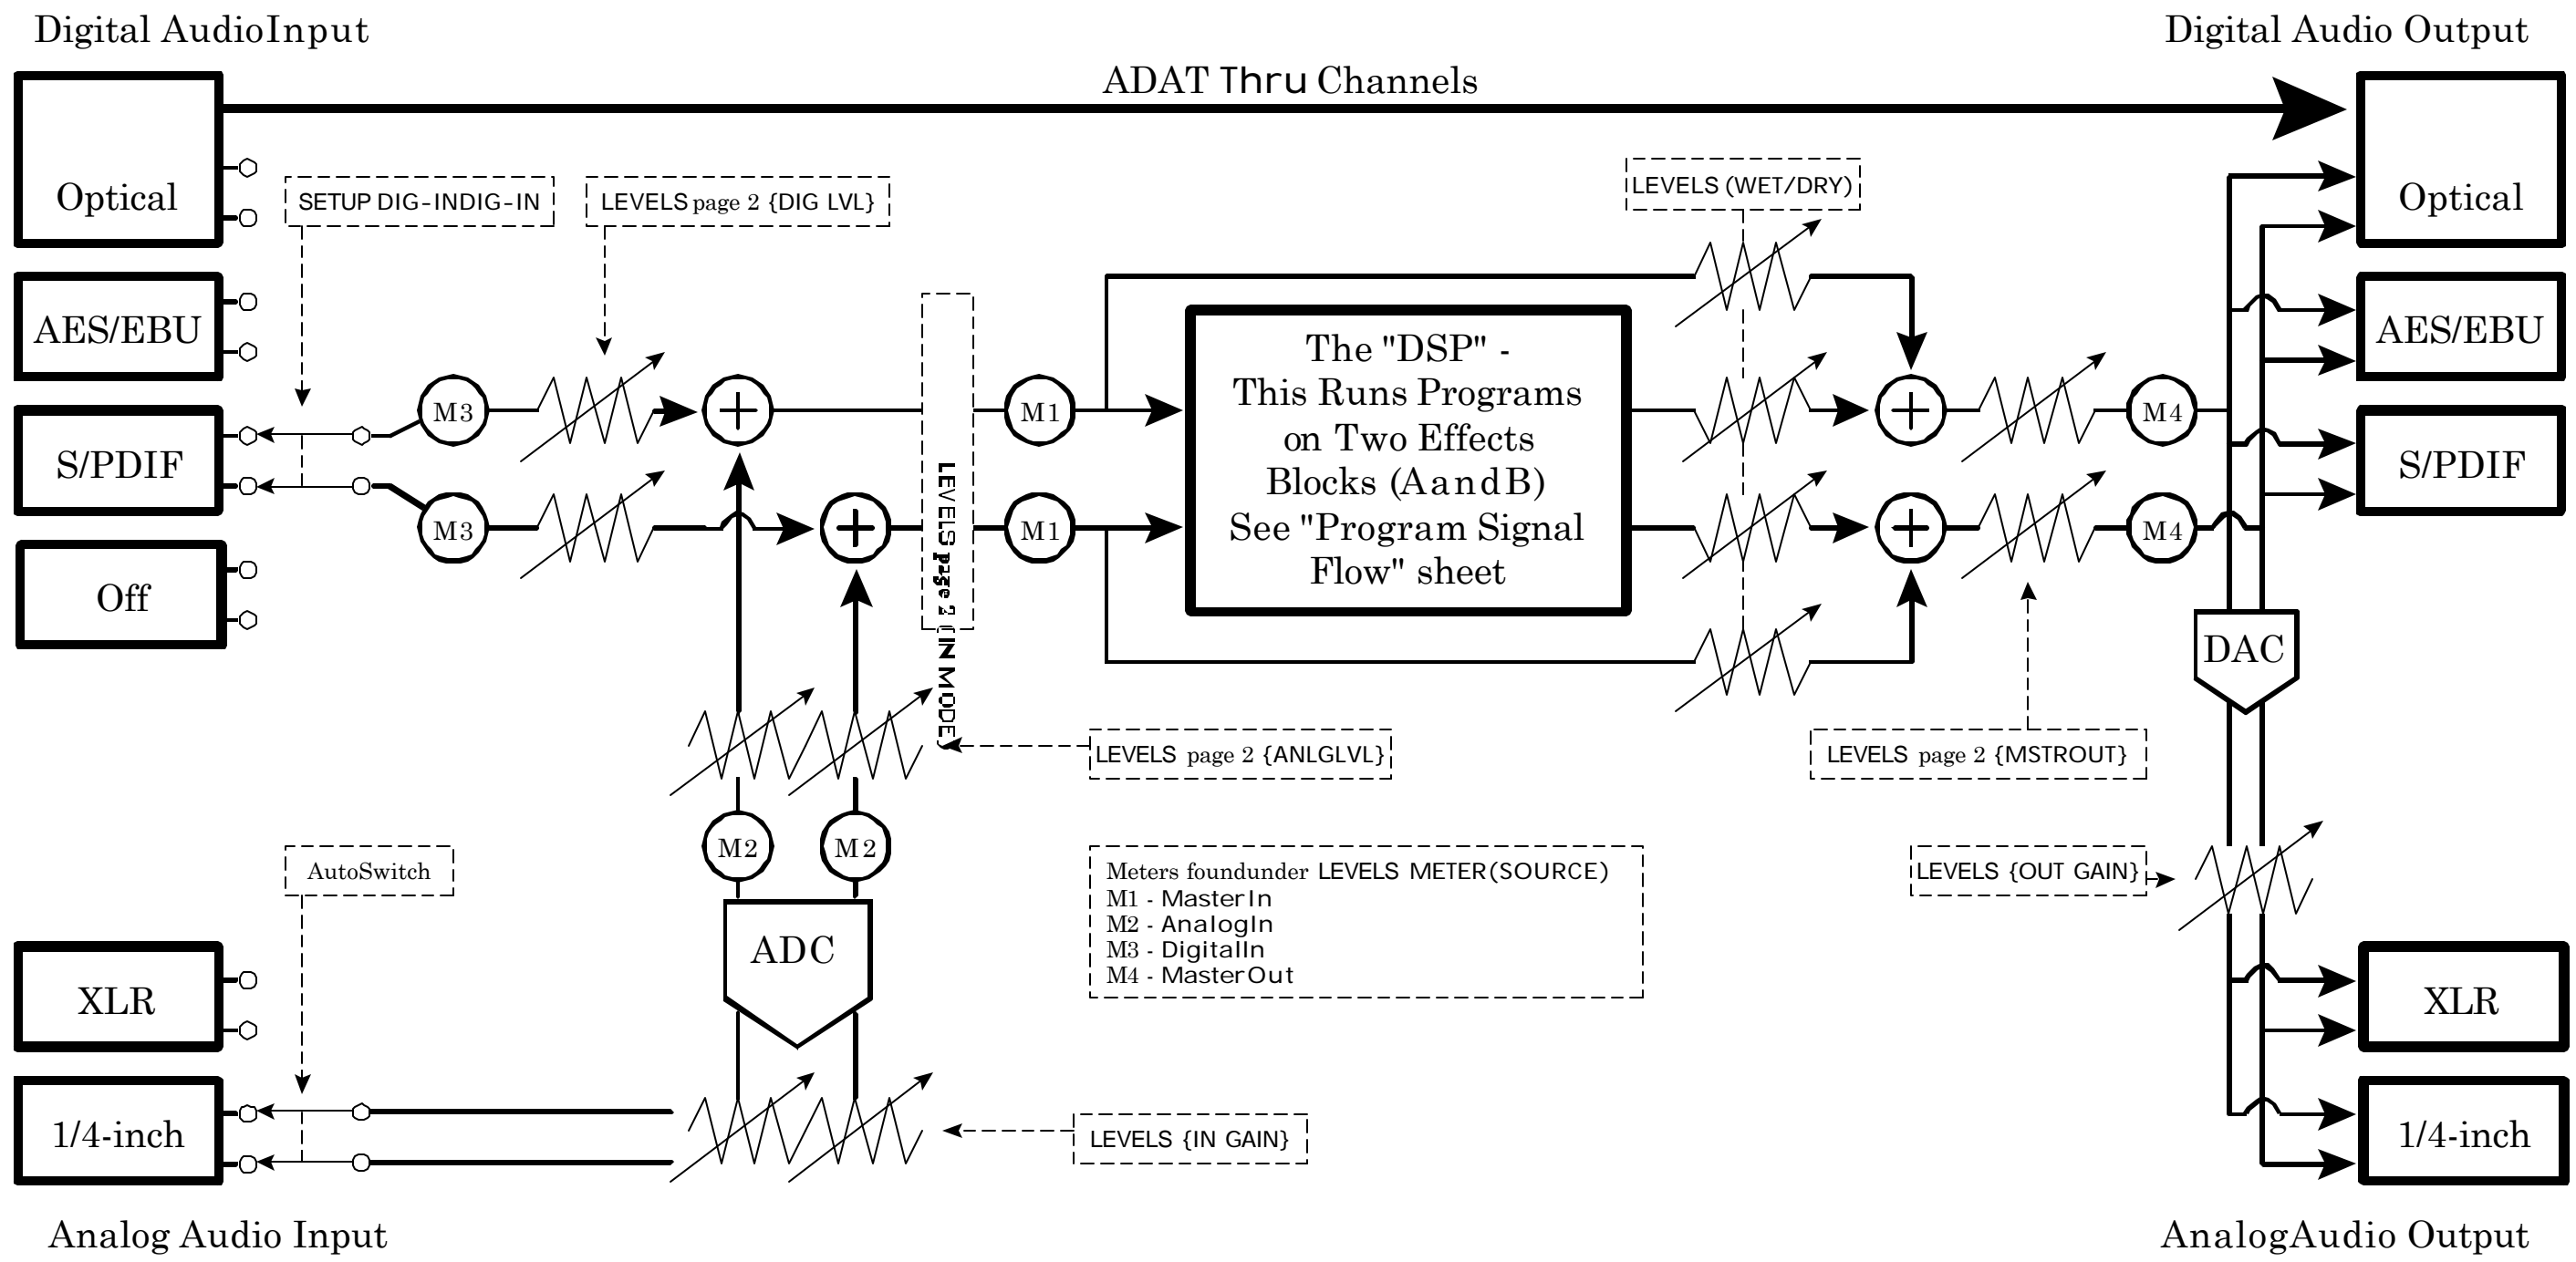 Digital AudioInput
Digital Audio Output
ADAT Thru Channels
Optical
SETUP DIG-INDIG-IN
LEVELS page 2 {DIG LVL}
LEVELS (WET/DRY)
Optical
AES/EBU
AES/EBU
The "DSP" -
This Runs Programs
on Two Effects
Blocks (AandB)
See "Program Signal
Flow" sheet
M3
+
M1
+
M4
S/PDIF
S/PDIF
M3
+
M1
+
M4
LEVELS page 2 {IN MODE}
Off
DAC
LEVELS page 2 {ANLGLVL}
LEVELS page 2 {MSTROUT}
M2
M2
AutoSwitch
Meters foundunder LEVELS METER(SOURCE)
M1 - MasterIn
M2 - AnalogIn
M3 - DigitalIn
M4 - MasterOut
LEVELS {OUT GAIN}
ADC
XLR
XLR
1/4-inch
LEVELS {IN GAIN}
1/4-inch
Analog Audio Input
AnalogAudio Output